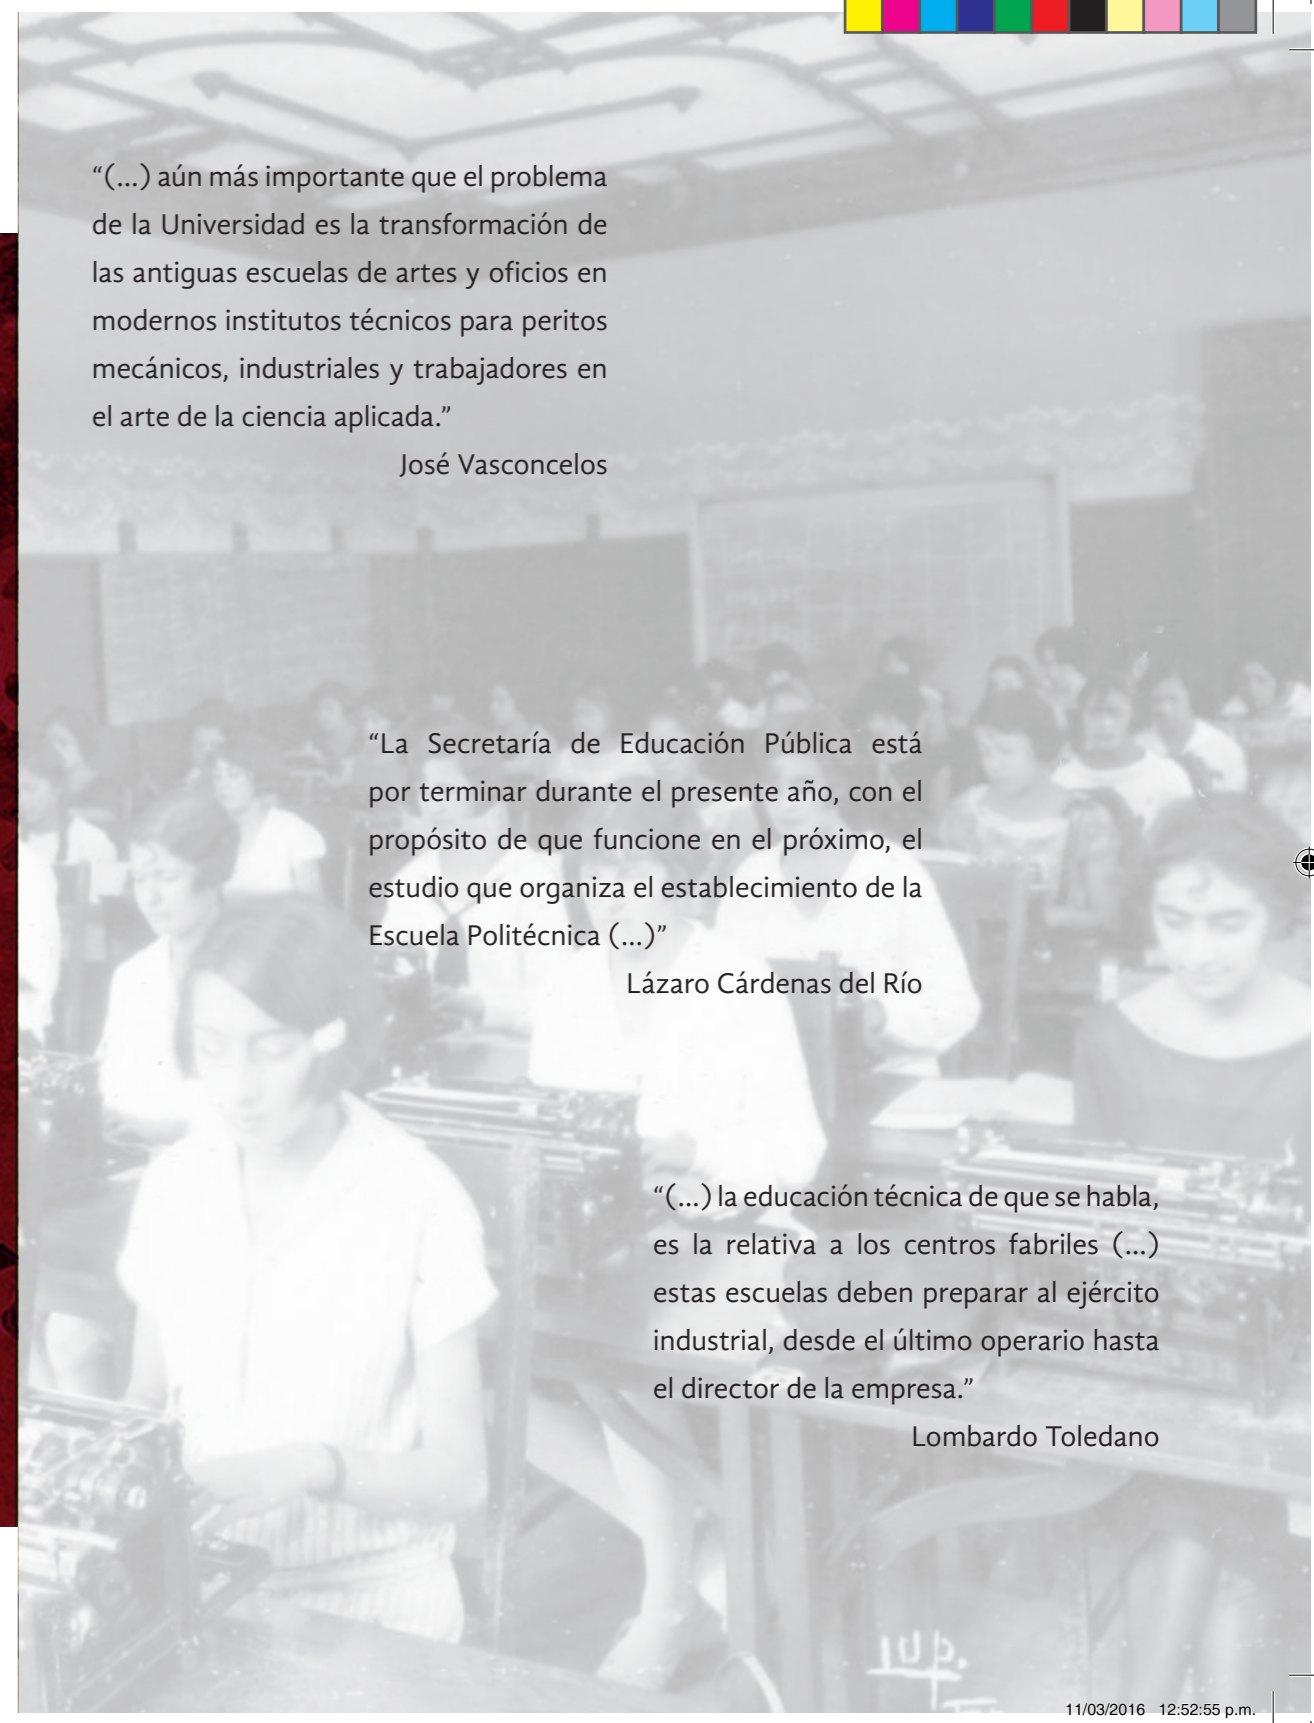 “(...) aún más importante que el problema
de la Universidad es la transformación de
las antiguas escuelas de artes y oficios en
modernos institutos técnicos para peritos
mecánicos, industriales y trabajadores en
el arte de la ciencia aplicada.”
José Vasconcelos
“La Secretaría de Educación Pública está
por terminar durante el presente año, con el
propósito de que funcione en el próximo, el
estudio que organiza el establecimiento de la
Escuela Politécnica (...)”
Lázaro Cárdenas del Río
“(...) la educación técnica de que se habla,
es la relativa a los centros fabriles (...)
estas escuelas deben preparar al ejército
industrial, desde el último operario hasta
el director de la empresa.”
Lombardo Toledano
11/03/2016 12:52:55 p.m.